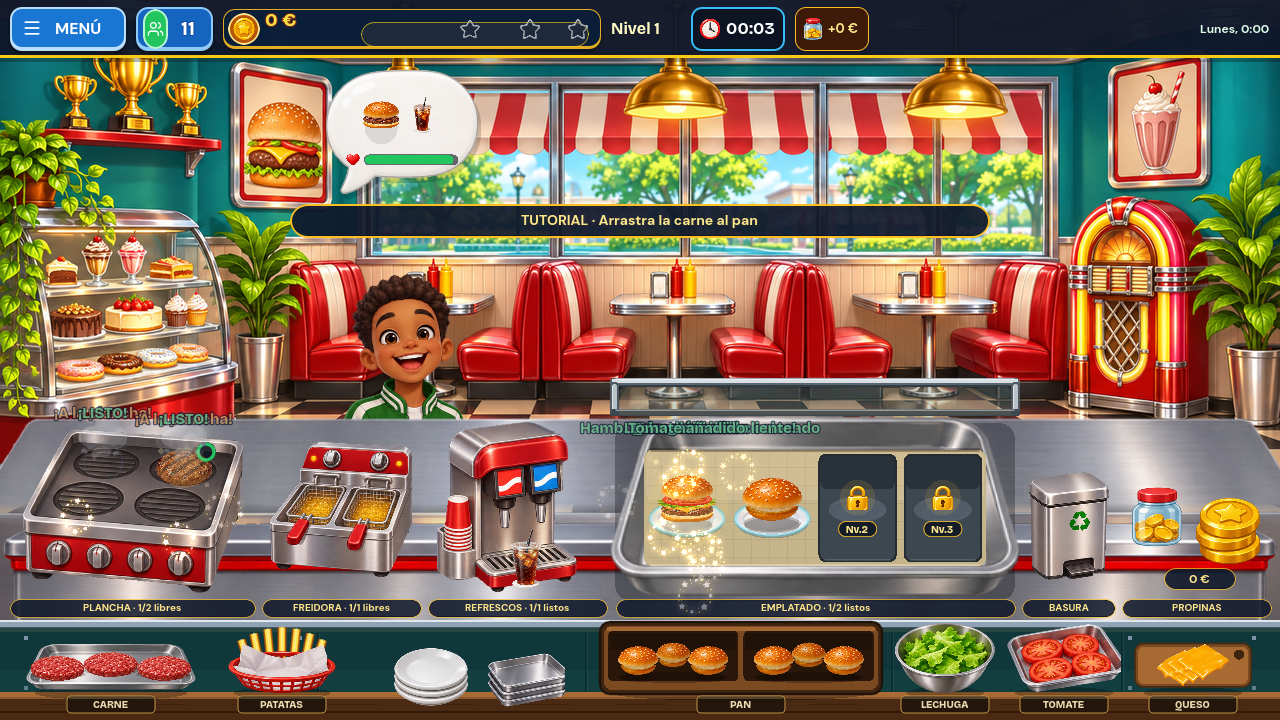 MENÚ
11
0 €
Nivel 1
00:03
+0 €
Lunes, 0:00
TUTORIAL · Arrastra la carne al pan
¡LISTO!
¡LISTO!
Nv.2
Nv.3
0 €
PLANCHA · 1/2 libres
FREIDORA · 1/1 libres
REFRESCOS · 1/1 listos
EMPLATADO · 1/2 listos
BASURA
PROPINAS
CARNE
PATATAS
PAN
LECHUGA
TOMATE
QUESO